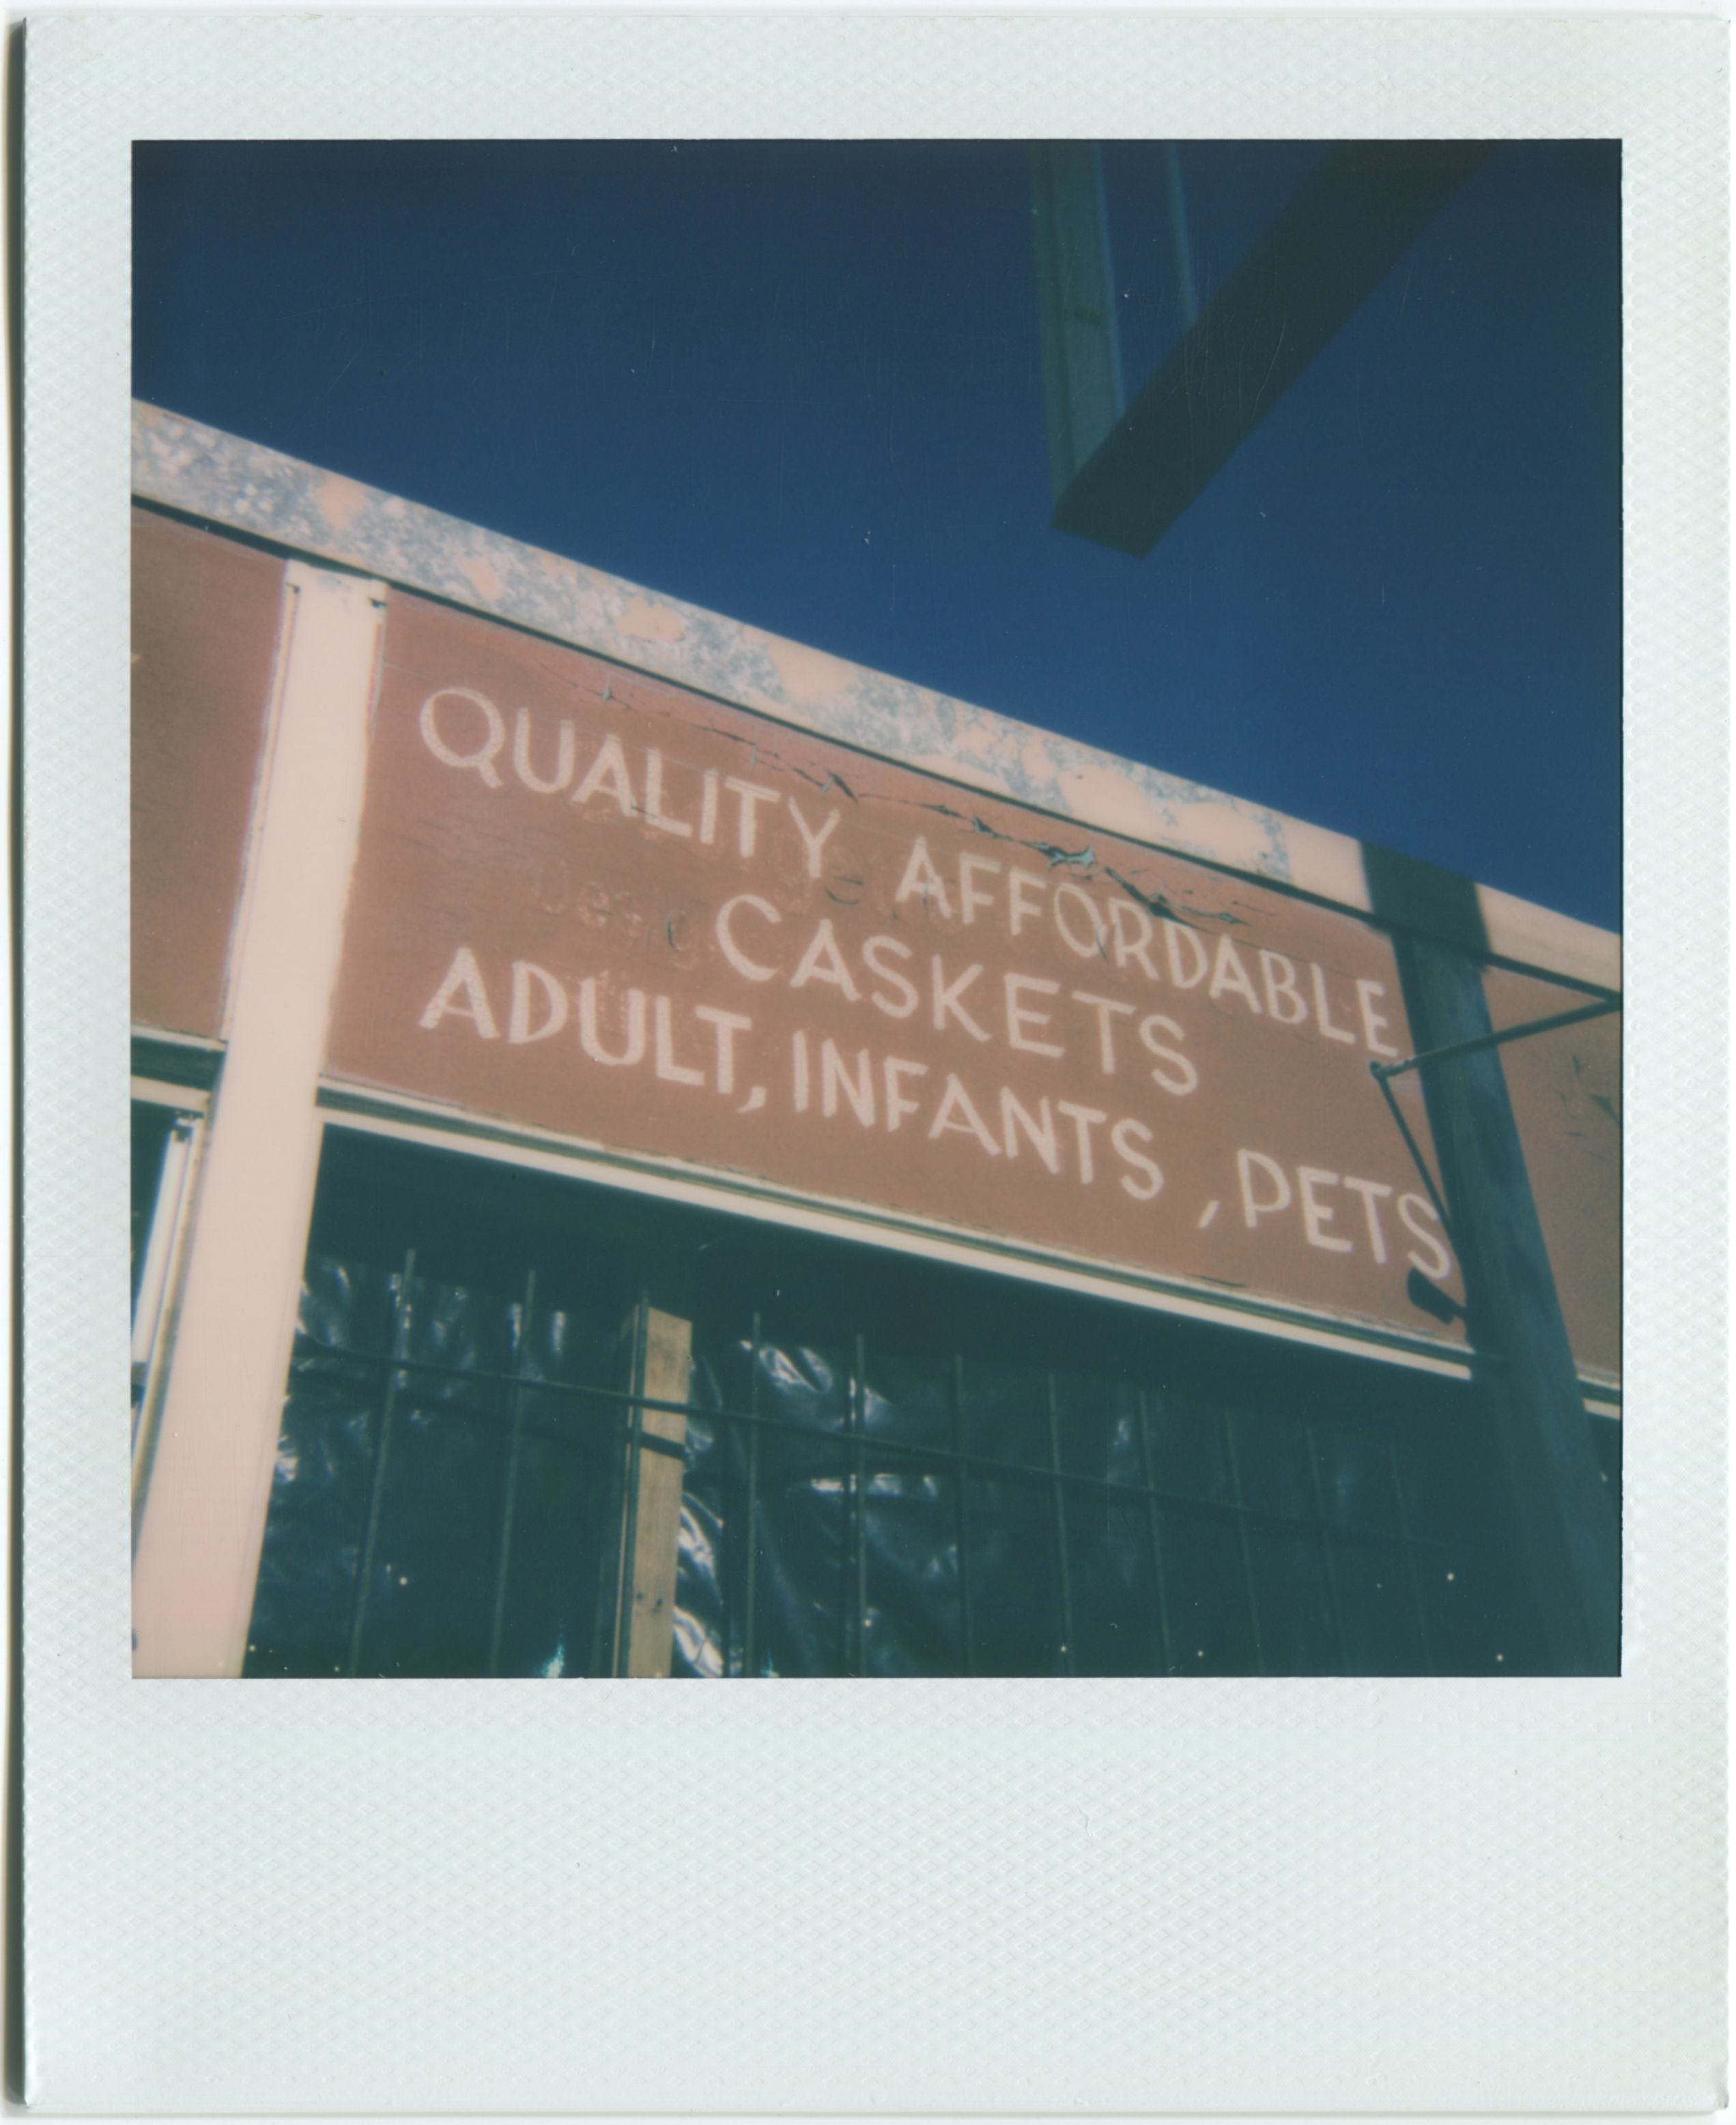 QUALITY AFFORDABLE
CASKETS
ADULT, INFANTS , PETS